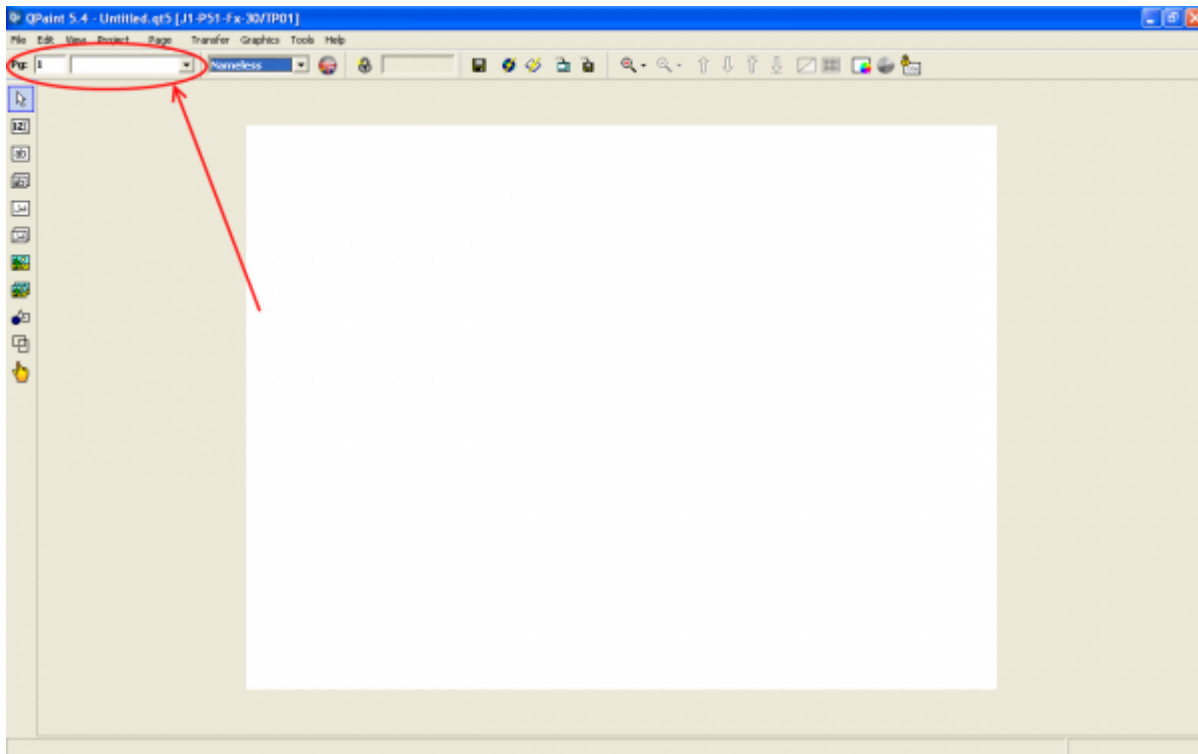 QPaint 5.4 - Untitled.qt5 [J1-P51-Fx-30/TP01]
File Edit View Project Page Transfer Graphics Tools Help
Pg: 1 Nameless